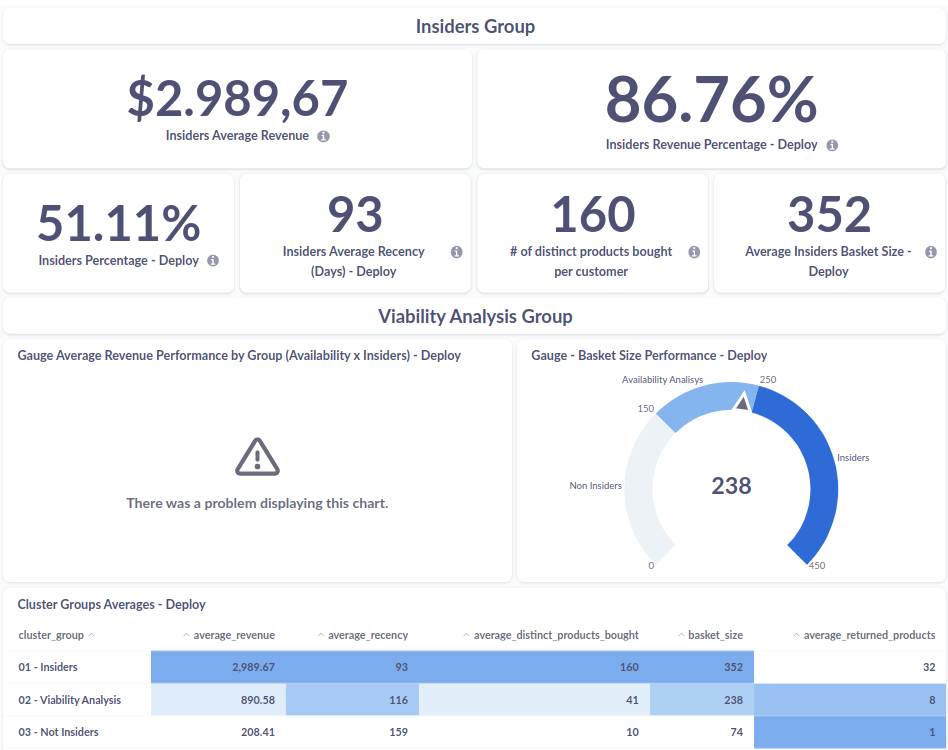 Insiders Group
$2.989,67
Insiders Average Revenue
86.76%
Insiders Revenue Percentage - Deploy
51.11%
Insiders Percentage - Deploy
93
Insiders Average Recency
(Days) - Deploy
160
# of distinct products bought
per customer
352
Average Insiders Basket Size -
Deploy
Viability Analysis Group
Gauge Average Revenue Performance by Group (Availability x Insiders) - Deploy
There was a problem displaying this chart.
Gauge - Basket Size Performance - Deploy
Availability Analisys
250
150
Insiders
Non Insiders
238
0
450
Cluster Groups Averages - Deploy
cluster_group average_revenue average_recency average_distinct_products_bought basket_size average_returned_products
01 - Insiders 2,989.67 93 160 352 32
02 - Viability Analysis 890.58 116 41 238 8
03 - Not Insiders 208.41 159 10 74 1